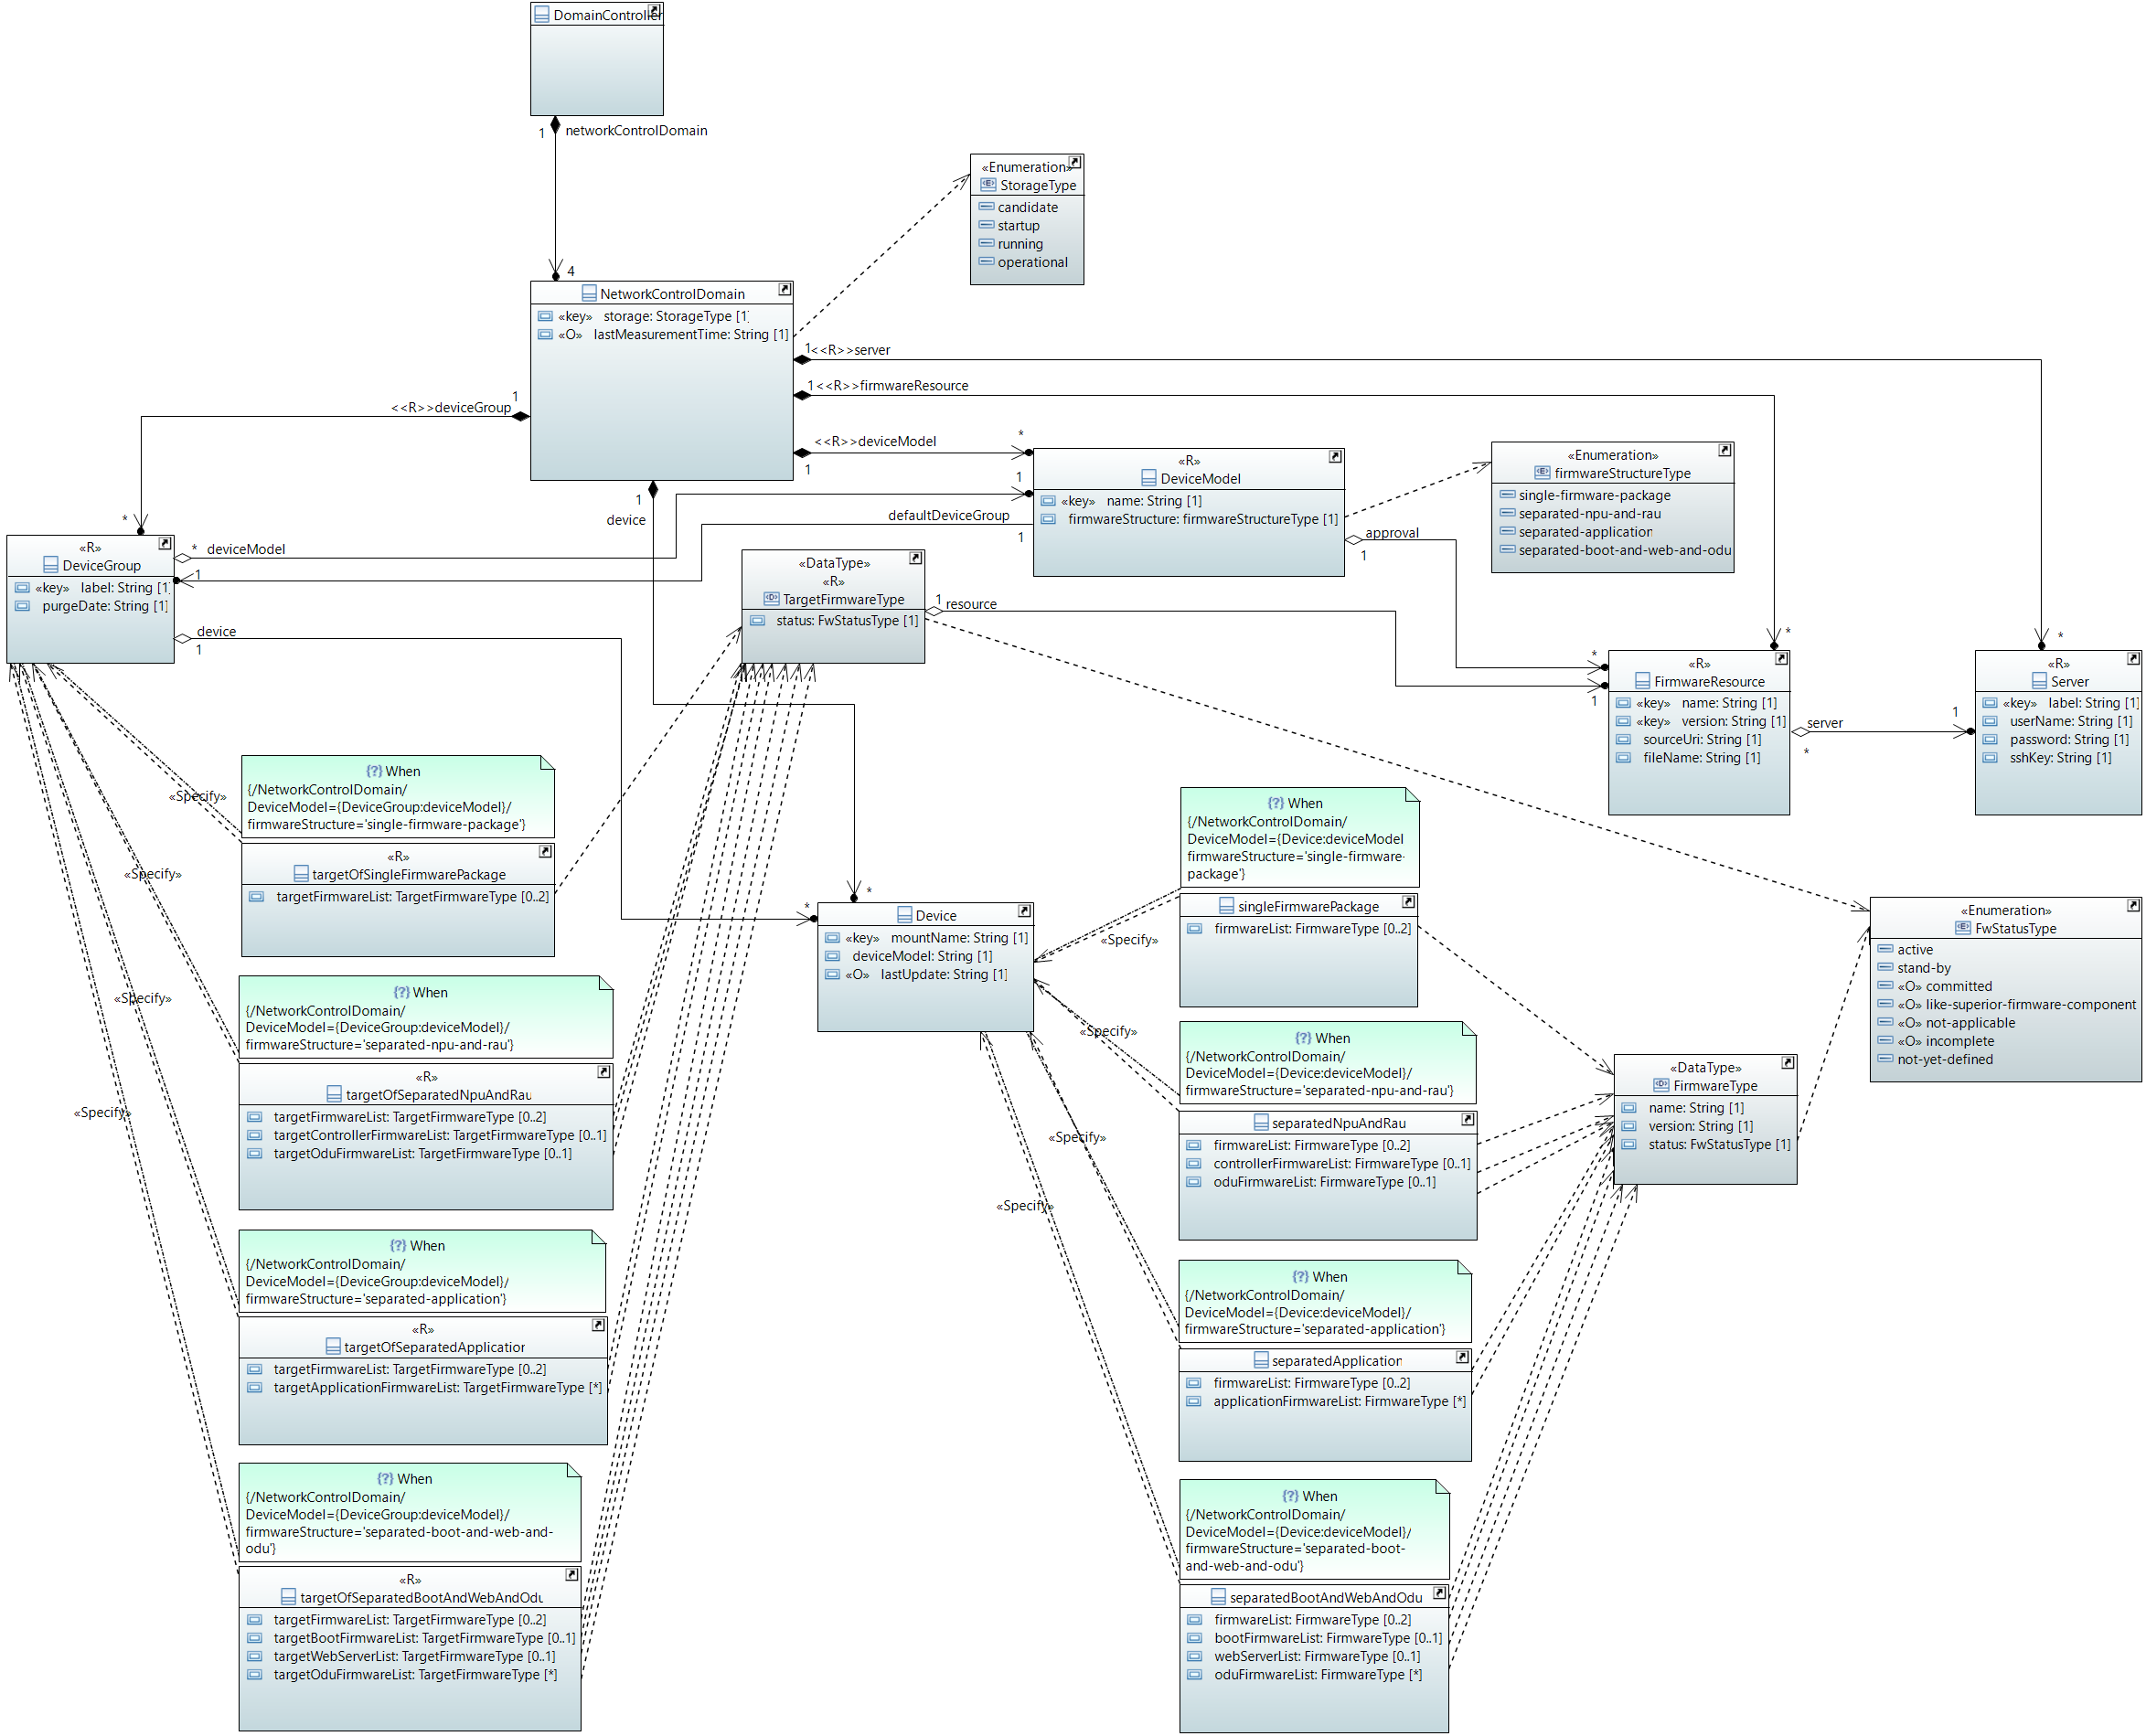 DomainController
1
networkControlDomain
4
«Enumeration»
StorageType
candidate
startup
running
operational
NetworkControlDomain
«key» storage: StorageType [1]
«O» lastMeasurementTime: String [1]
1
<<R>>server
1
<<R>>firmwareResource
1
<<R>>deviceGroup
<<R>>deviceModel
1
*
1
device
*
«R»
DeviceModel
«key» name: String [1]
firmwareStructure: firmwareStructureType [1]
1
defaultDeviceGroup
1
approval
1
«Enumeration»
firmwareStructureType
single-firmware-package
separated-npu-and-rau
separated-application
separated-boot-and-web-and-odu
«R»
DeviceGroup
«key» label: String [1]
purgeDate: String [1]
* deviceModel
1
device
1
«DataType»
«R»
TargetFirmwareType
status: FwStatusType [1]
1
resource
*
1
*
«R»
FirmwareResource
«key» name: String [1]
«key» version: String [1]
sourceUri: String [1]
fileName: String [1]
server
*
1
*
«R»
Server
«key» label: String [1]
userName: String [1]
password: String [1]
sshKey: String [1]
{?} When
{/NetworkControlDomain/
DeviceModel={DeviceGroup:deviceModel}/
firmwareStructure='single-firmware-package'}
«Specify»
«R»
targetOfSingleFirmwarePackage
targetFirmwareList: TargetFirmwareType [0..2]
«Specify»
{?} When
{/NetworkControlDomain/
DeviceModel={DeviceGroup:deviceModel}/
firmwareStructure='separated-npu-and-rau'}
«Specify»
«R»
targetOfSeparatedNpuAndRau
targetFirmwareList: TargetFirmwareType [0..2]
targetControllerFirmwareList: TargetFirmwareType [0..1]
targetOduFirmwareList: TargetFirmwareType [0..1]
«Specify»
{?} When
{/NetworkControlDomain/
DeviceModel={DeviceGroup:deviceModel}/
firmwareStructure='separated-application'}
«R»
targetOfSeparatedApplication
targetFirmwareList: TargetFirmwareType [0..2]
targetApplicationFirmwareList: TargetFirmwareType [*]
{?} When
{/NetworkControlDomain/
DeviceModel={DeviceGroup:deviceModel}/
firmwareStructure='separated-boot-and-web-and-
odu'}
«R»
targetOfSeparatedBootAndWebAndOdu
targetFirmwareList: TargetFirmwareType [0..2]
targetBootFirmwareList: TargetFirmwareType [0..1]
targetWebServerList: TargetFirmwareType [0..1]
targetOduFirmwareList: TargetFirmwareType [*]
*
*
Device
«key» mountName: String [1]
deviceModel: String [1]
«O» lastUpdate: String [1]
{?} When
{/NetworkControlDomain/
DeviceModel={Device:deviceModel
firmwareStructure='single-firmware-
package'}
«Specify»
singleFirmwarePackage
firmwareList: FirmwareType [0..2]
{?} When
{/NetworkControlDomain/
DeviceModel={Device:deviceModel}/
firmwareStructure='separated-npu-and-rau'}
«Specify»
separatedNpuAndRau
firmwareList: FirmwareType [0..2]
controllerFirmwareList: FirmwareType [0..1]
oduFirmwareList: FirmwareType [0..1]
«Specify»
«Specify»
{?} When
{/NetworkControlDomain/
DeviceModel={Device:deviceModel}/
firmwareStructure='separated-application'}
separatedApplication
firmwareList: FirmwareType [0..2]
applicationFirmwareList: FirmwareType [*]
{?} When
{/NetworkControlDomain/
DeviceModel={Device:deviceModel}/
firmwareStructure='separated-boot-
and-web-and-odu'}
separatedBootAndWebAndOdu
firmwareList: FirmwareType [0..2]
bootFirmwareList: FirmwareType [0..1]
webServerList: FirmwareType [0..1]
oduFirmwareList: FirmwareType [*]
«DataType»
FirmwareType
name: String [1]
version: String [1]
status: FwStatusType [1]
«Enumeration»
FwStatusType
active
stand-by
«O» committed
«O» like-superior-firmware-component
«O» not-applicable
«O» incomplete
not-yet-defined